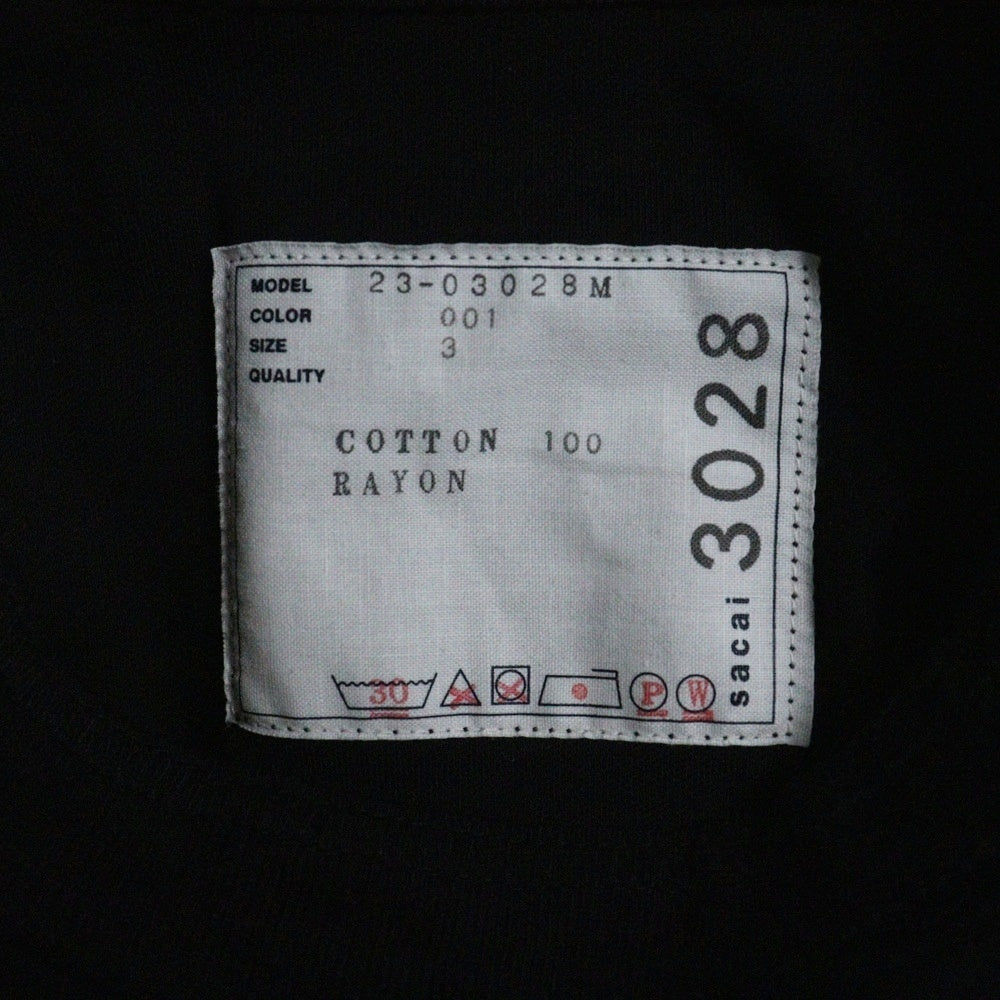 MODEL 23-03028M
COLOR 001
SIZE 3
QUALITY
COTTON 100
RAYON
30 P W
sacai 3028